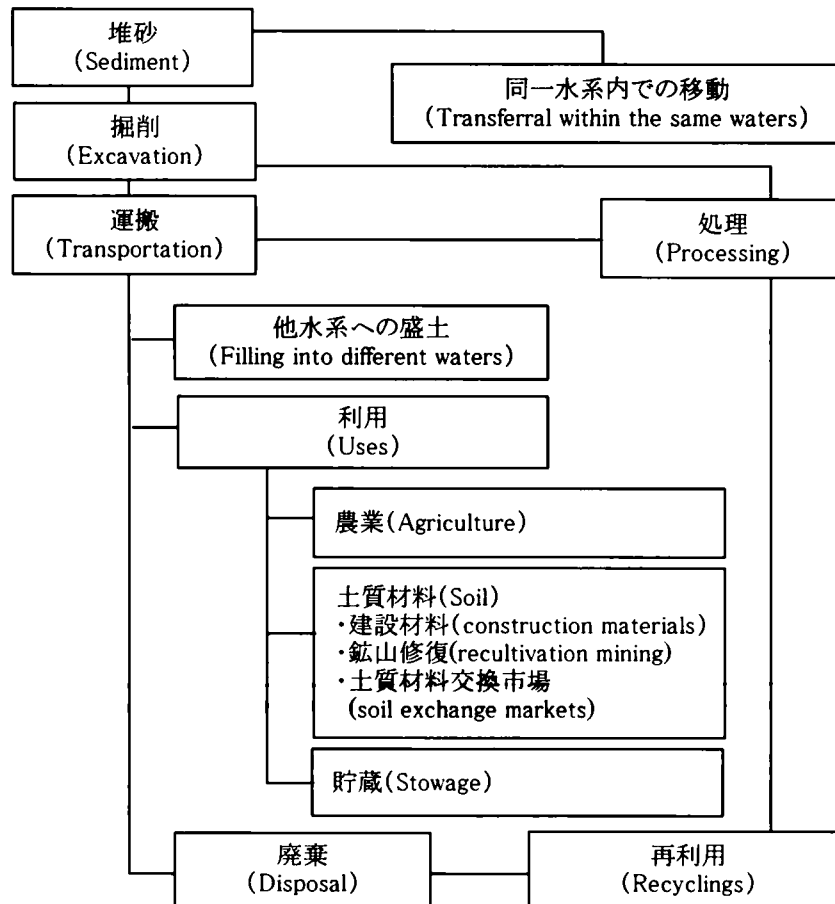 堆砂
(Sediment)
同一水系内での移動
(Transferral within the same waters)
掘削
(Excavation)
運搬
(Transportation)
処理
(Processing)
他水系への盛土
(Filling into different waters)
利用
(Uses)
農業(Agriculture)
土質材料(Soil)
・建設材料(construction materials)
・鉱山修復(recultivation mining)
・土質材料交換市場
(soil exchange markets)
貯蔵(Stowage)
廃棄
(Disposal)
再利用
(Recyclings)